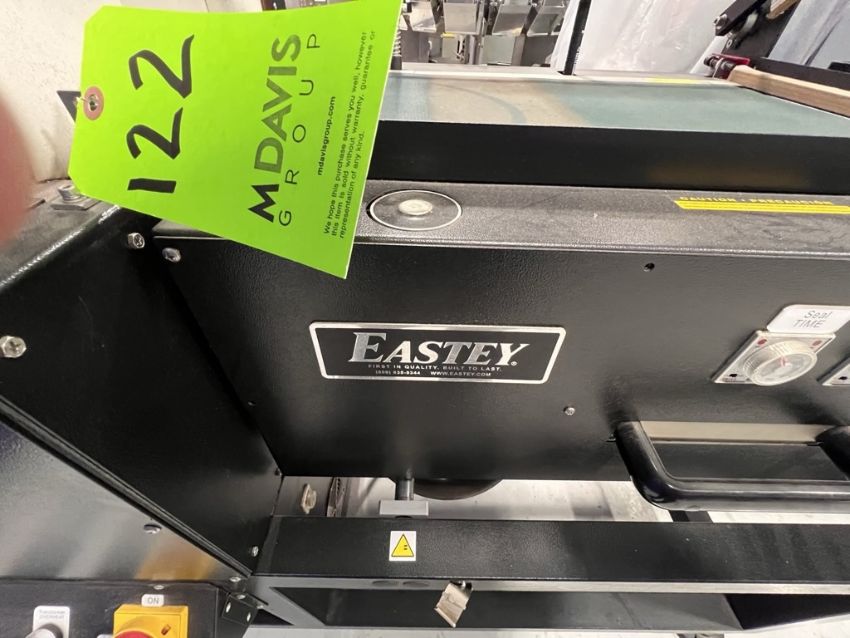 122
MDAVIS
GROUP
mdavisgroup.com
We hope this purchase serves you well, however
this item is sold without warranty, guarantee or
representation of any kind.
CAUTION - PRECAUCIÓN
Seal
TIME
EASTEY
FIRST IN QUALITY. BUILT TO LAST.
WWW.EASTEY.COM
ON